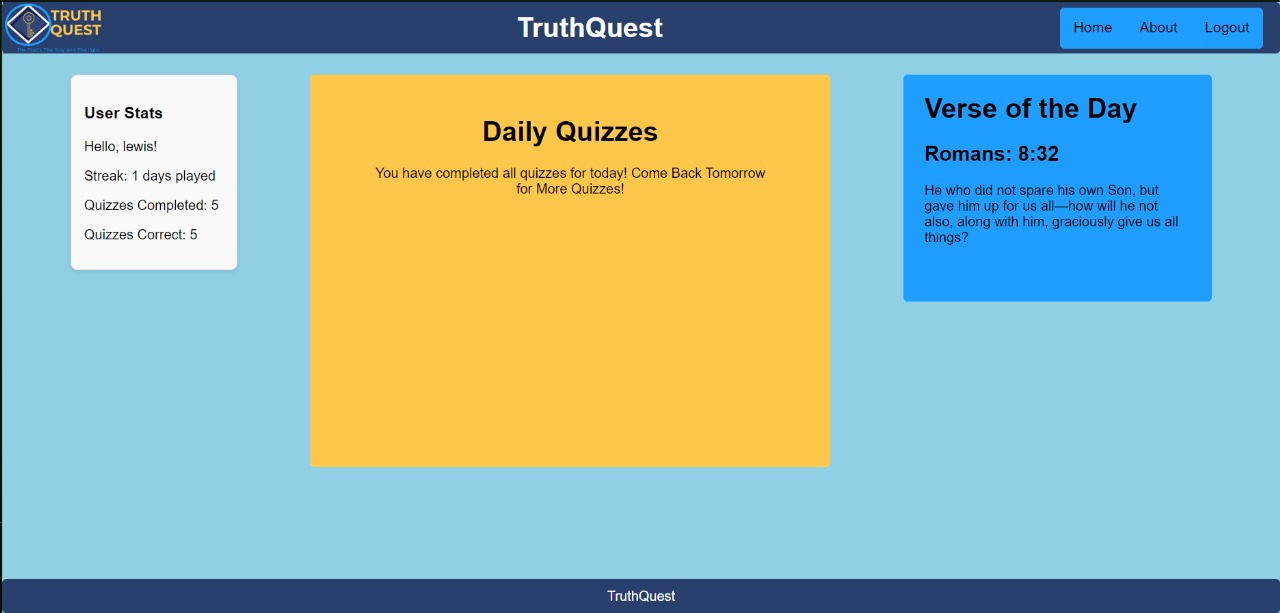 TRUTH
QUEST
The Truth, The Way and The light
TruthQuest
Home About Logout
User Stats
Hello, lewis!
Streak: 1 days played
Quizzes Completed: 5
Quizzes Correct: 5
Daily Quizzes
You have completed all quizzes for today! Come Back Tomorrow
for More Quizzes!
Verse of the Day
Romans: 8:32
He who did not spare his own Son, but
gave him up for us all—how will he not
also, along with him, graciously give us all
things?
TruthQuest